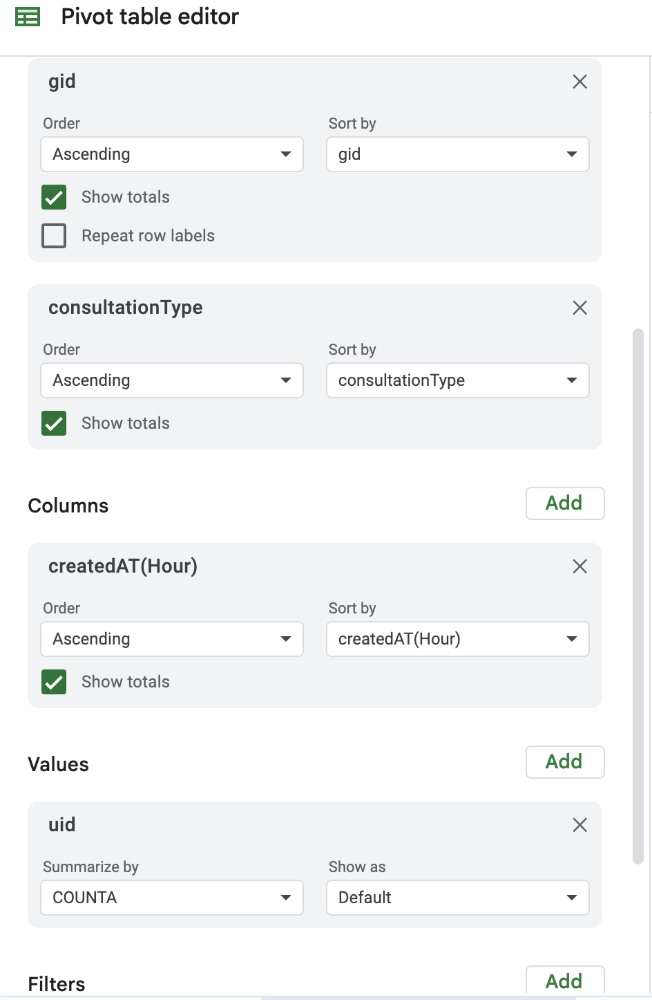 Pivot table editor
gid
Order Sort by
Ascending gid
Show totals
Repeat row labels
consultationType
Order Sort by
Ascending consultationType
Show totals
Columns Add
createdAT(Hour)
Order Sort by
Ascending createdAT(Hour)
Show totals
Values Add
uid
Summarize by Show as
COUNTA Default
Filters Add